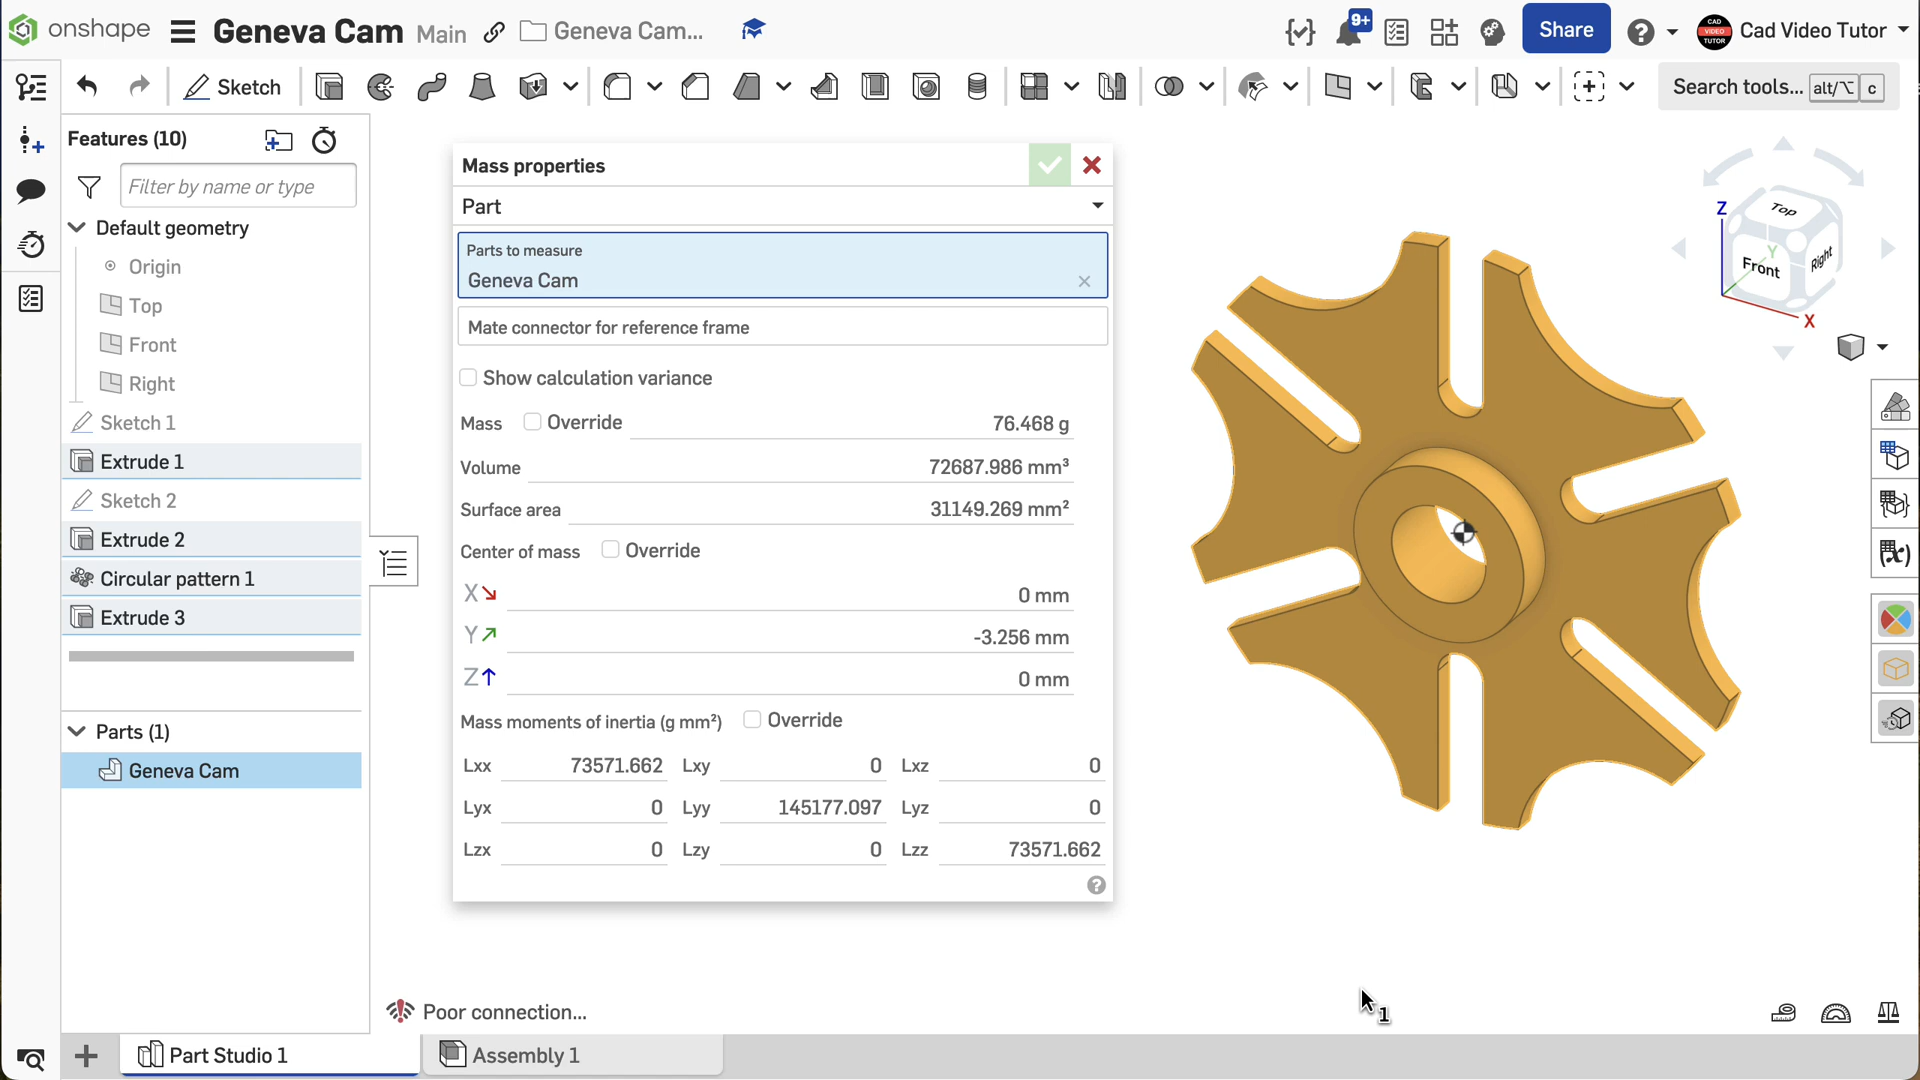 onshape Geneva Cam Main Geneva Cam... 9+ Share CAD VIDEO TUTOR Cad Video Tutor
Sketch Search tools... alt/⌥ c
Features (10)
Filter by name or type
Default geometry
Origin
Top
Front
Right
Sketch 1
Extrude 1
Sketch 2
Extrude 2
Circular pattern 1
Extrude 3
Parts (1)
Geneva Cam
Mass properties
Part
Parts to measure
Geneva Cam
Mate connector for reference frame
Show calculation variance
Mass Override 76.468 g
Volume 72687.986 mm³
Surface area 31149.269 mm²
Center of mass Override
X 0 mm
Y -3.256 mm
Z 0 mm
Mass moments of inertia (g mm²) Override
Lxx 73571.662 Lxy 0 Lxz 0
Lyx 0 Lyy 145177.097 Lyz 0
Lzx 0 Lzy 0 Lzz 73571.662
Z
Top
Y
Front Right
X
(x)
1
Poor connection...
Part Studio 1 Assembly 1